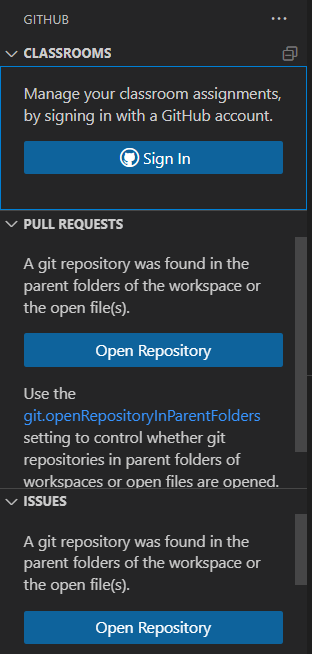 GITHUB
CLASSROOMS
Manage your classroom assignments,
by signing in with a GitHub account.
Sign In
PULL REQUESTS
A git repository was found in the
parent folders of the workspace or
the open file(s).
Open Repository
Use the
git.openRepositoryInParentFolders
setting to control whether git
repositories in parent folders of
workspaces or open files are opened.
ISSUES
A git repository was found in the
parent folders of the workspace or
the open file(s).
Open Repository